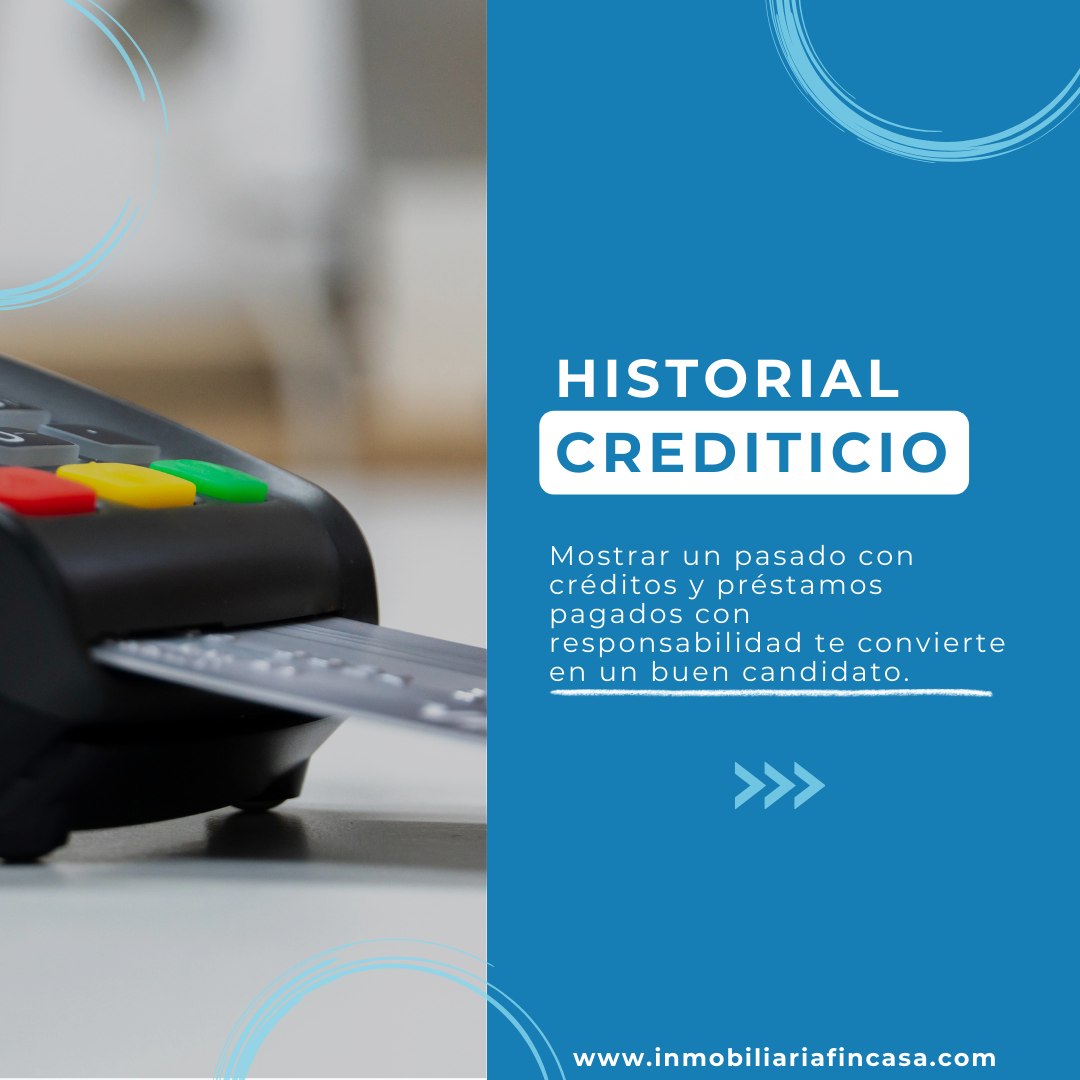 HISTORIAL
CREDITICIO
Mostrar un pasado con
créditos y préstamos
pagados con
responsabilidad te convierte
en un buen candidato.
www.inmobiliariafincasa.com